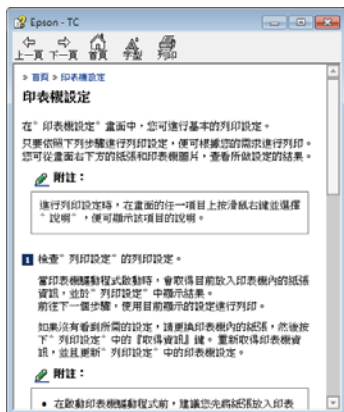 Epson - TC
上一頁 下一頁 首頁 字型 列印
> 首頁 > 印表機設定
印表機設定
在"印表機設定"畫面中，您可進行基本的列印設定。
只要依照下列步驟進行列印設定，便可根據您的需求進行列印。
您可從畫面右下方的紙張和印表機圖片，查看所做設定的結果。
附註：
進行列印設定時，在畫面的任一項目上按滑鼠右鍵並選擇
"說明"，便可顯示該項目的說明。
1 檢查"列印設定"的列印設定。
當印表機驅動程式啟動時，會取得目前放入印表機內的紙張
資訊，並於"列印設定"中顯示結果。
前往下一個步驟，使用目前顯示的設定進行列印。
如果沒有看到所需的設定，請更換印表機內的紙張，然後按
下"列印設定"中的『取得資訊』鍵。重新取得印表機資
訊，並且更新"列印設定"中的印表機設定。
附註：
• 在啟動印表機驅動程式前，建議您先將紙張放入印表